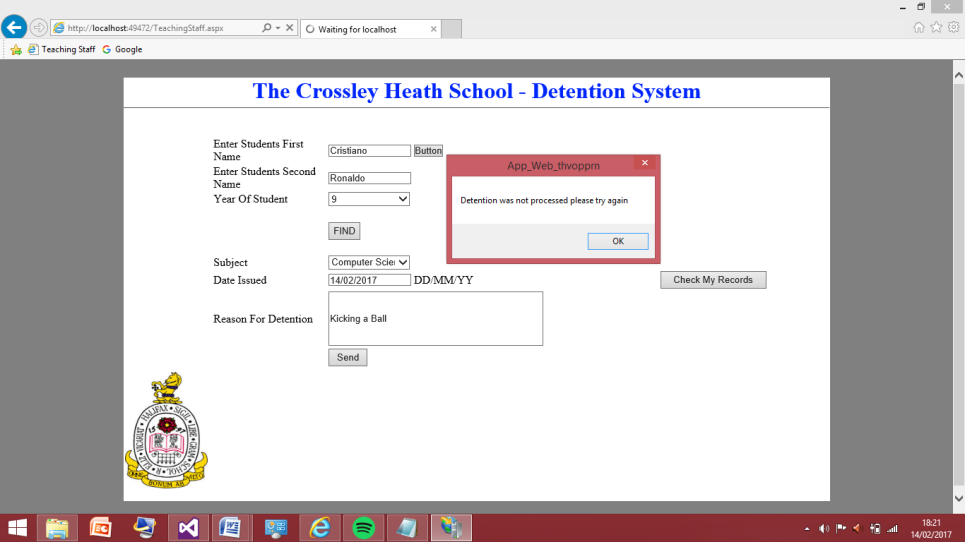 http://localhost:49472/TeachingStaff.aspx
Waiting for localhost
Teaching Staff Google
The Crossley Heath School - Detention System
Enter Students First Name
Cristiano
Button
Enter Students Second Name
Ronaldo
Year Of Student
9
FIND
App_Web_thvopprn
Detention was not processed please try again
OK
Subject
Computer Scie
Date Issued
14/02/2017
DD/MM/YY
Check My Records
Reason For Detention
Kicking a Ball
Send
HALIFAX
SIGIL
LIBE
GRAM
SCHOL
BONUM
18:21
14/02/2017